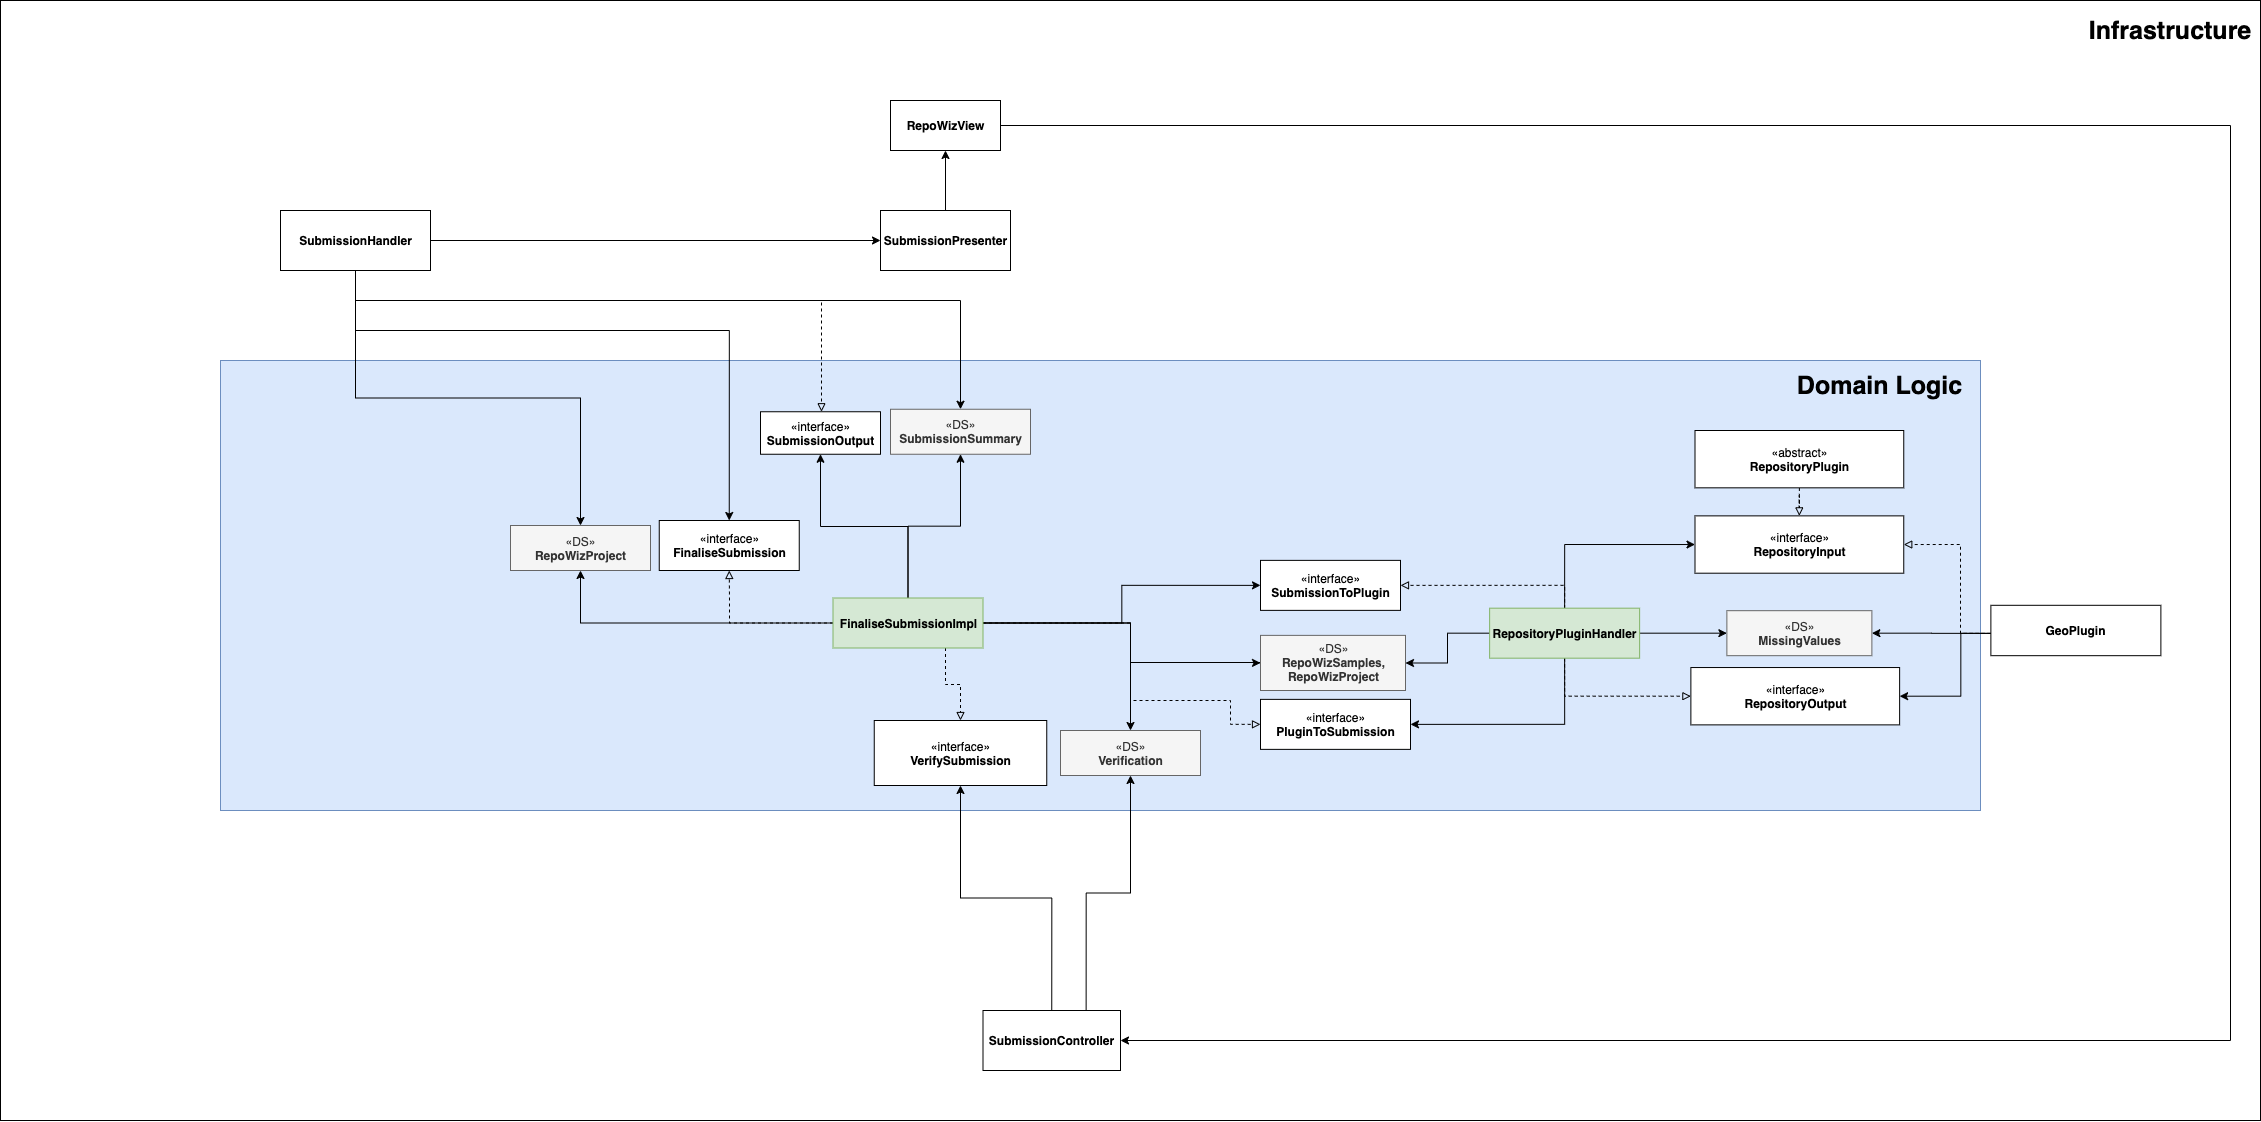 Infrastructure
RepoWizView
SubmissionHandler
SubmissionPresenter
Domain Logic
«interface»
SubmissionOutput
«DS»
SubmissionSummary
«abstract»
RepositoryPlugin
«DS»
RepoWizProject
«interface»
FinaliseSubmission
«interface»
RepositoryInput
«interface»
SubmissionToPlugin
FinaliseSubmissionImpl
RepositoryPluginHandler
«DS»
MissingValues
GeoPlugin
«DS»
RepoWizSamples,
RepoWizProject
«interface»
RepositoryOutput
«interface»
PluginToSubmission
«interface»
VerifySubmission
«DS»
Verification
SubmissionController